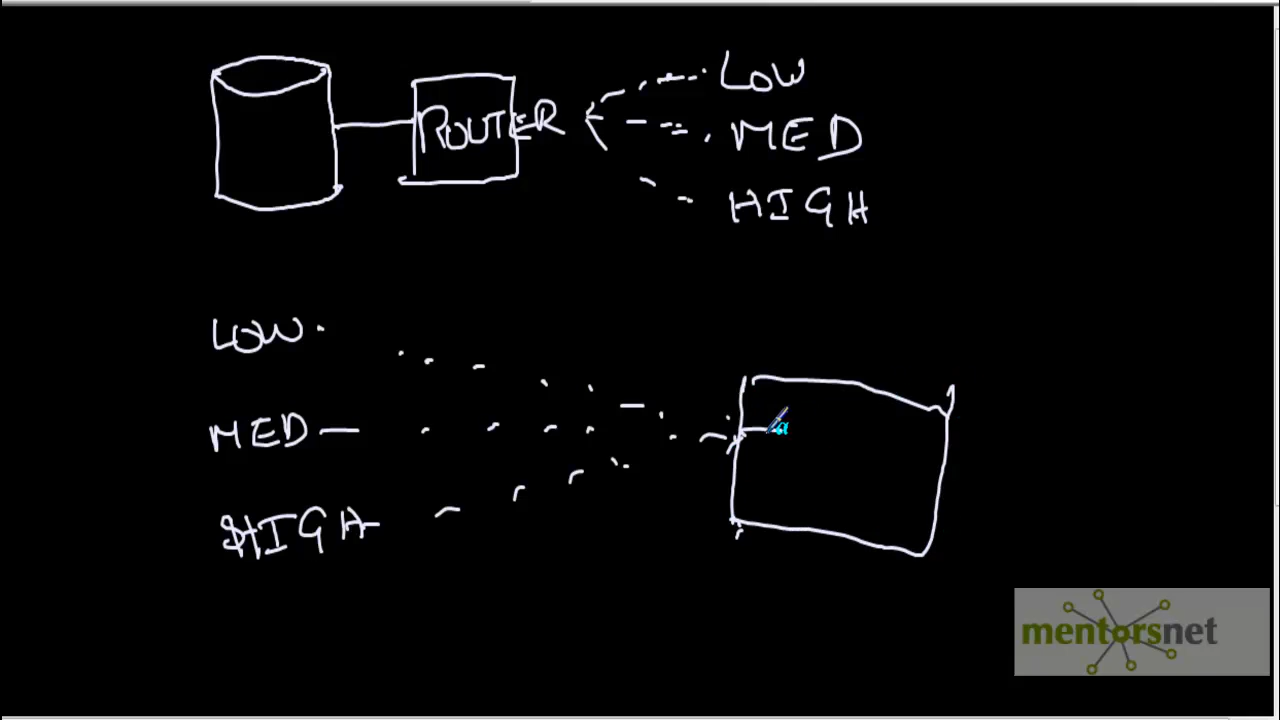 ROUTER
LOW
MED
HIGH
LOW
MED
HIGH
mentorsnet